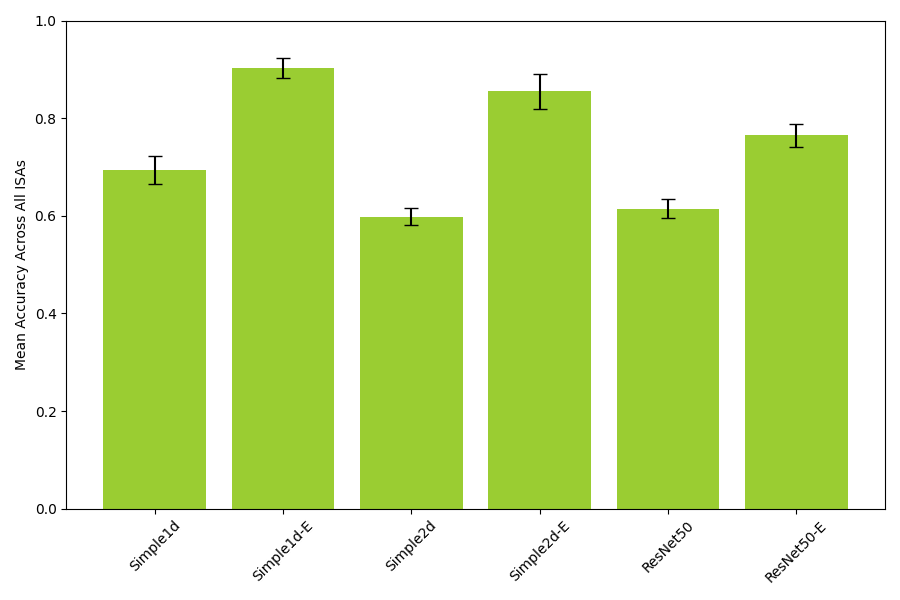 Mean Accuracy Across All ISAs
1.0
0.8
0.6
0.4
0.2
0.0
Simple1d
Simple1d-E
Simple2d
Simple2d-E
ResNet50
ResNet50-E